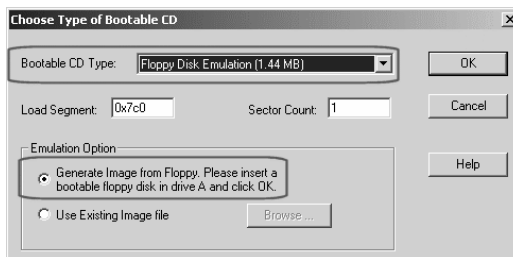 Choose Type of Bootable CD
Bootable CD Type: Floppy Disk Emulation (1.44 MB) OK
Load Segment: 0x7c0 Sector Count: 1 Cancel
Emulation Option
Help
Generate Image from Floppy. Please insert a
bootable floppy disk in drive A and click OK.
Use Existing Image file Browse ...